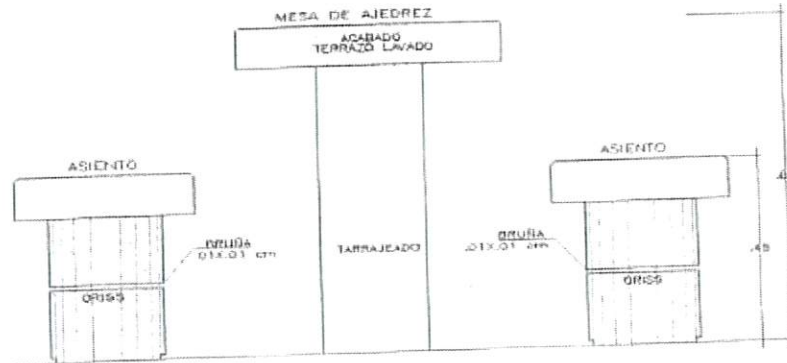 MESA DE AJEDREZ
ACABADO
TERRAZO LAVADO
ASIENTO
ASIENTO
BRUÑA
.01X.01 cm
TARRAJEADO
BRUÑA
.01X.01 cm
.45
GRISS
GRISS